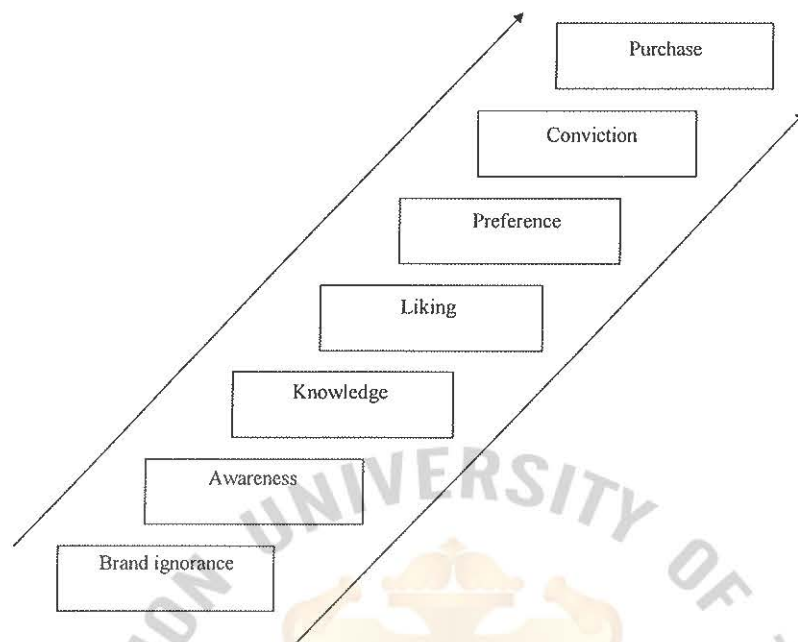 Purchase
Conviction
Preference
Liking
Knowledge
Awareness
Brand ignorance
UNIVERSITY OF